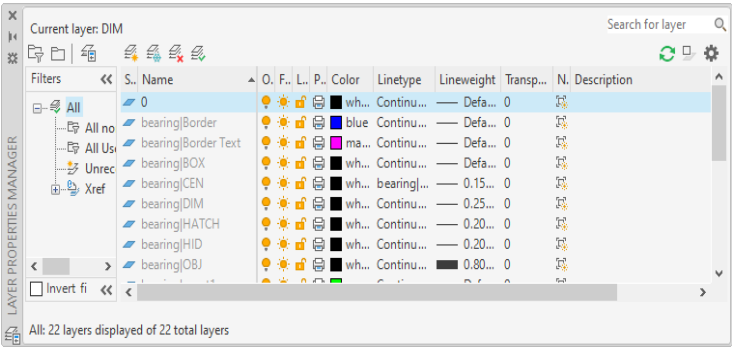 Current layer: DIM
Search for layer
Filters
S.. Name O. F.. L.. P.. Color Linetype Lineweight Transp... N. Description
All
All no
All Use
Unrec
Xref
0 wh... Continu... Defa... 0
bearing|Border blue Continu... Defa... 0
bearing|Border Text ma... Continu... Defa... 0
bearing|BOX wh... Continu... Defa... 0
bearing|CEN wh... bearing|... 0.15... 0
bearing|DIM wh... Continu... 0.25... 0
bearing|HATCH wh... Continu... 0.20... 0
bearing|HID wh... Continu... 0.20... 0
bearing|OBJ wh... Continu... 0.80... 0
Invert fi
All: 22 layers displayed of 22 total layers
LAYER PROPERTIES MANAGER